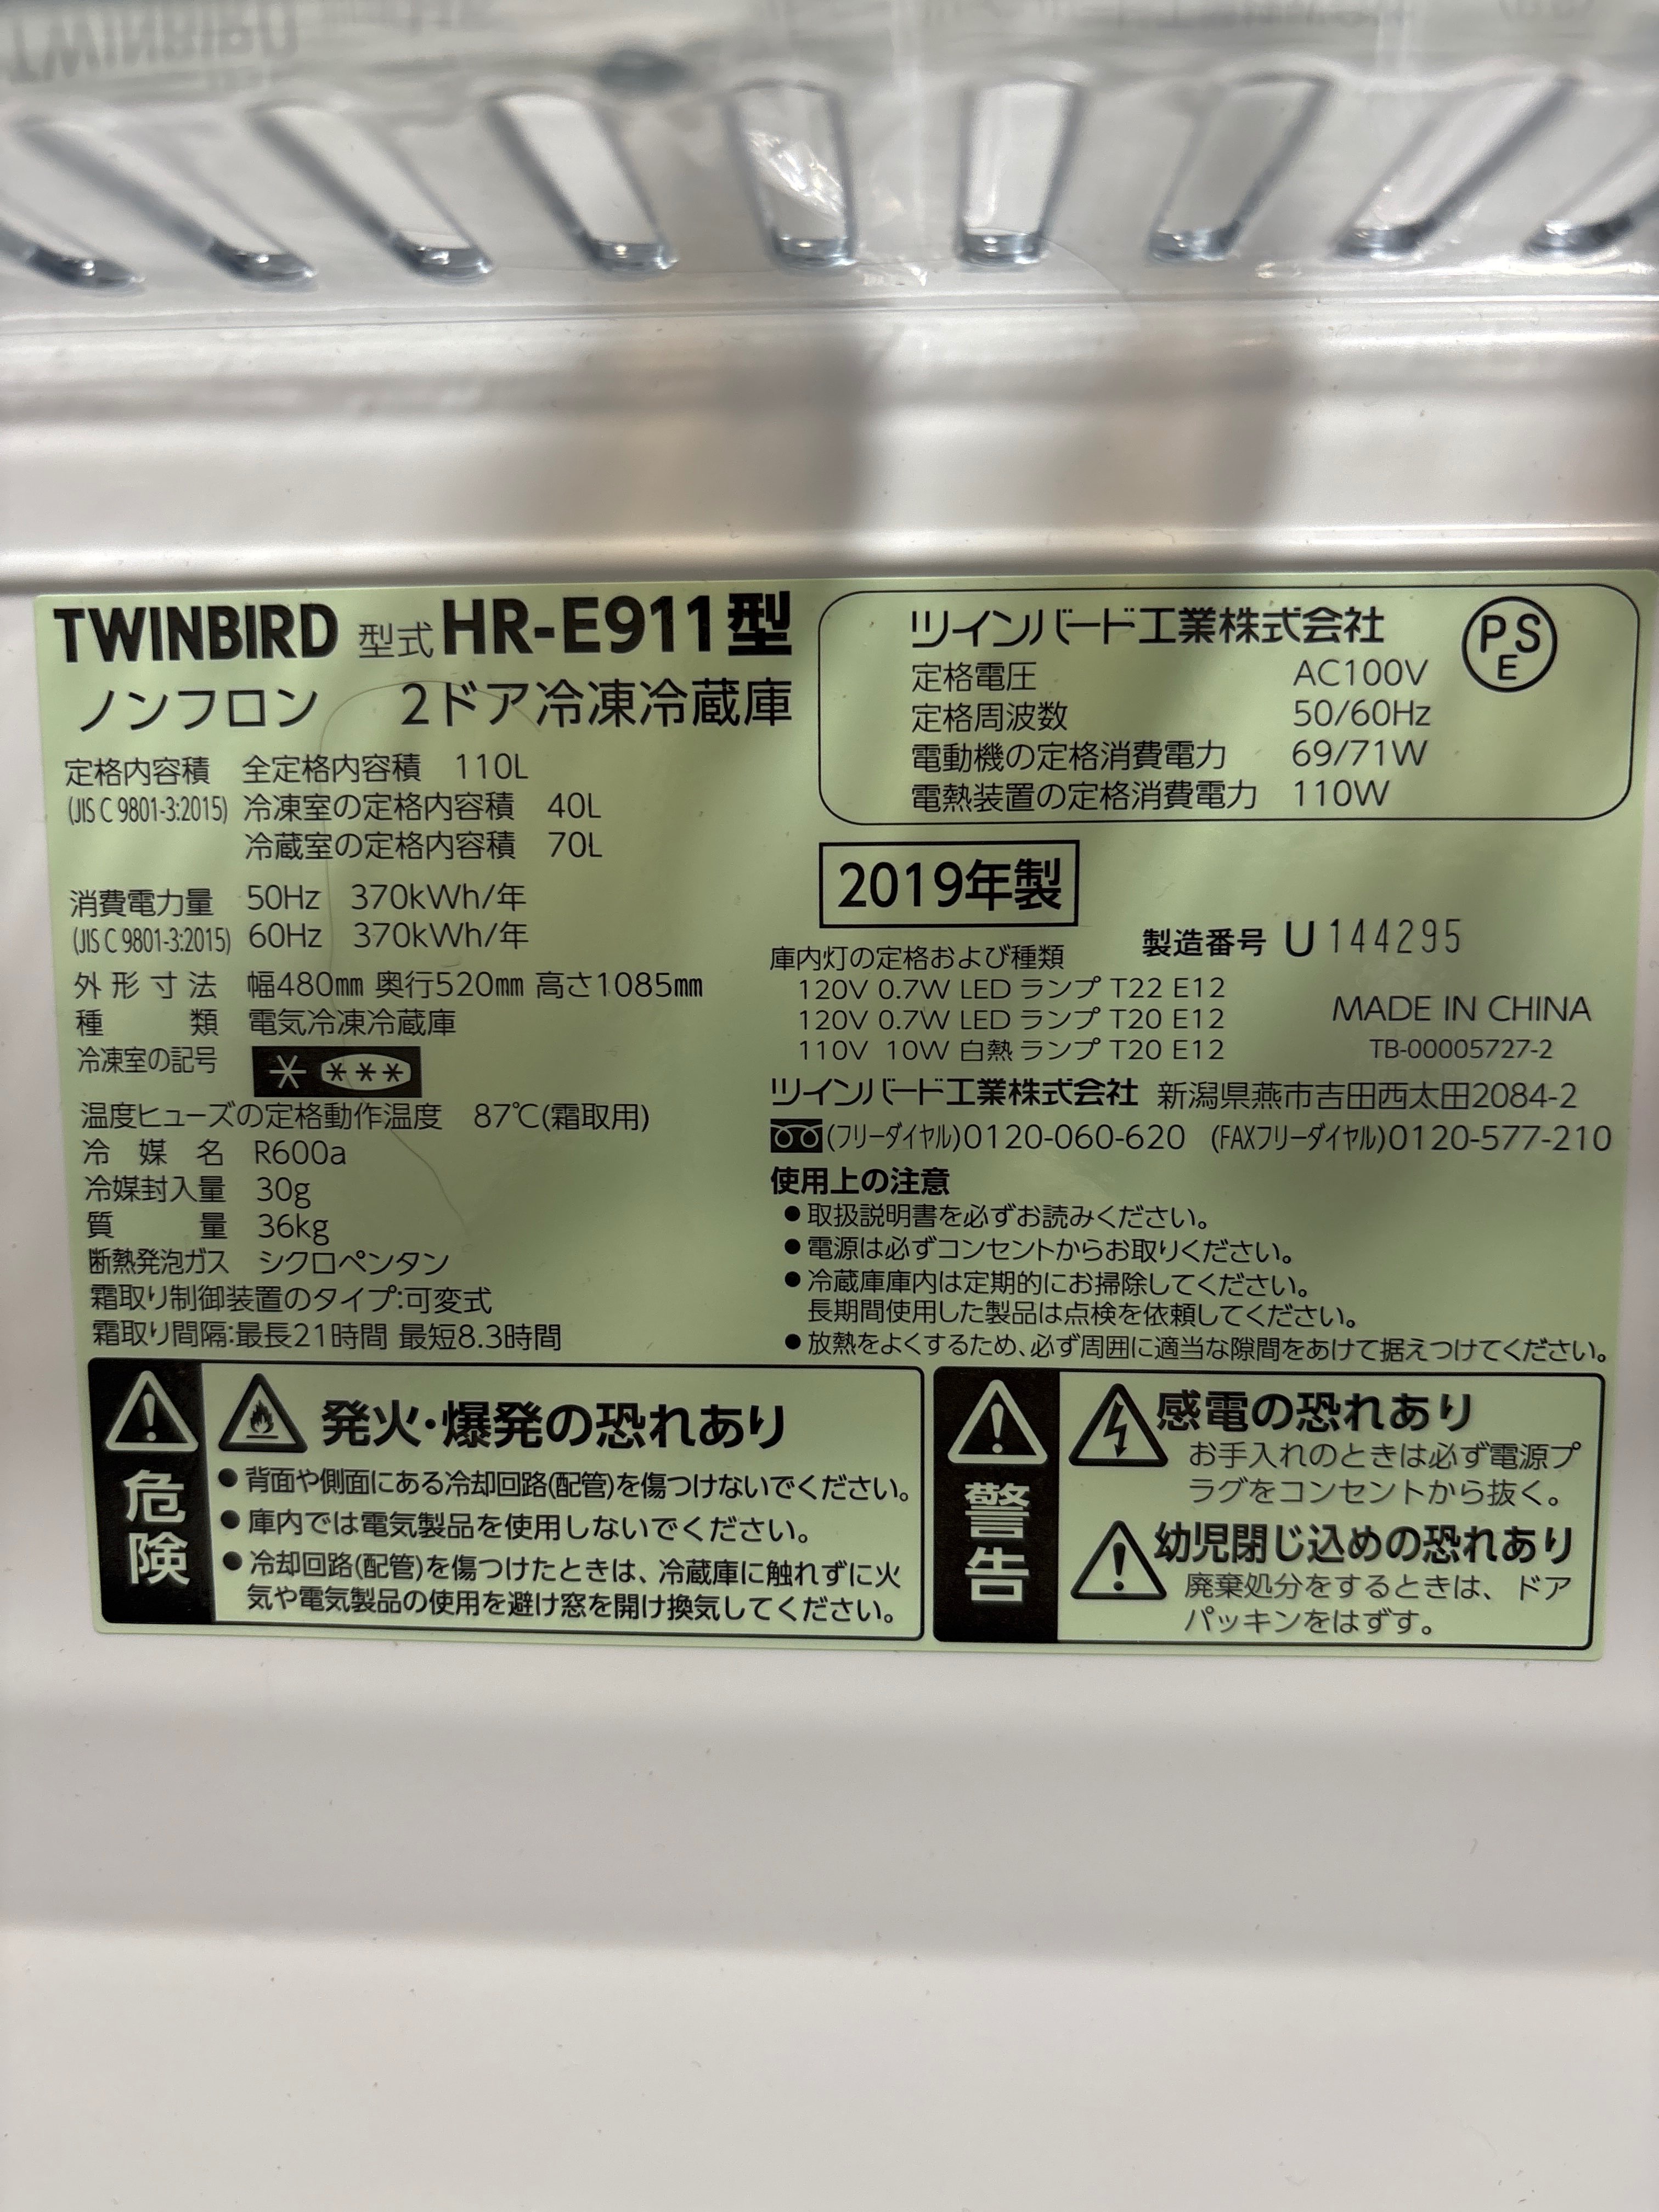 TWINBIRD 型式 HR-E911型
ノンフロン 2ドア冷凍冷蔵庫
定格内容積 全定格内容積 110L
(JIS C 9801-3:2015) 冷凍室の定格内容積 40L
冷蔵室の定格内容積 70L
消費電力量 50Hz 370kWh/年
(JIS C 9801-3:2015) 60Hz 370kWh/年
外形寸法 幅480㎜ 奥行520㎜ 高さ1085㎜
種類 電気冷凍冷蔵庫
冷凍室の記号 * ***
温度ヒューズの定格動作温度 87℃(霜取用)
冷媒名 R600a
冷媒封入量 30g
質量 36kg
断熱発泡ガス シクロペンタン
霜取り制御装置のタイプ:可変式
霜取り間隔:最長21時間 最短8.3時間
ツインバード工業株式会社
PSE
定格電圧 AC100V
定格周波数 50/60Hz
電動機の定格消費電力 69/71W
電熱装置の定格消費電力 110W
2019年製
製造番号 U144295
庫内灯の定格および種類
120V 0.7W LED ランプ T22 E12
120V 0.7W LED ランプ T20 E12
110V 10W 白熱ランプ T20 E12
MADE IN CHINA
TB-00005727-2
ツインバード工業株式会社 新潟県燕市吉田西太田2084-2
(フリーダイヤル)0120-060-620 (FAXフリーダイヤル)0120-577-210
使用上の注意
●取扱説明書を必ずお読みください。
●電源は必ずコンセントからお取りください。
●冷蔵庫庫内は定期的にお掃除してください。
長期間使用した製品は点検を依頼してください。
●放熱をよくするため、必ず周囲に適当な隙間をあけて据えつけてください。
危険
発火・爆発の恐れあり
●背面や側面にある冷却回路(配管)を傷つけないでください。
●庫内では電気製品を使用しないでください。
●冷却回路(配管)を傷つけたときは、冷蔵庫に触れずに火
気や電気製品の使用を避け窓を開け換気してください。
警告
感電の恐れあり
お手入れのときは必ず電源プ
ラグをコンセントから抜く。
幼児閉じ込めの恐れあり
廃棄処分をするときは、ドア
パッキンをはずす。